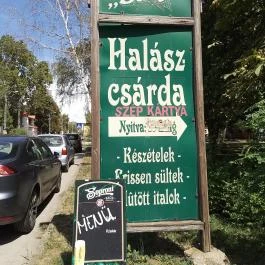 Halász
csárda
SZÉP KÁRTYA
Nyitva:
- Készételek -
- Frissen sültek -
- Hűtött italok -
Soproni
MENÜ